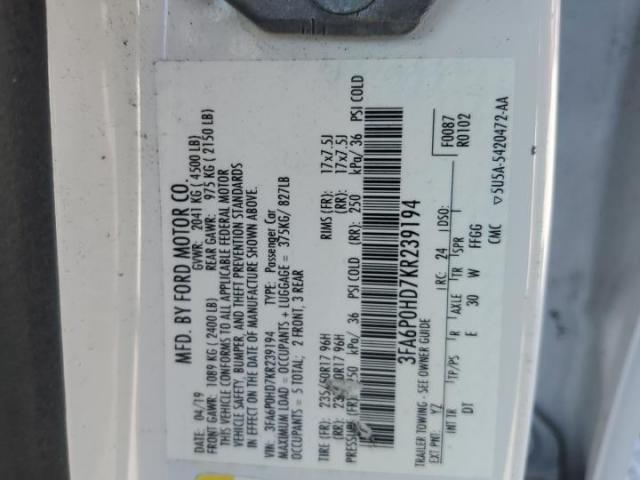 MFD. BY FORD MOTOR CO.
DATE: 04/19 GVWR: 2041 KG ( 4500 LB)
FRONT GAWR: 1089 KG ( 2400 LB) REAR GAWR: 975 KG ( 2150 LB)
THIS VEHICLE CONFORMS TO ALL APPLICABLE FEDERAL MOTOR
VEHICLE SAFETY, BUMPER, AND THEFT PREVENTION STANDARDS
IN EFFECT ON THE DATE OF MANUFACTURE SHOWN ABOVE.
VIN: 3FA6P0HD7KR239194 TYPE: Passenger Car
MAXIMUM LOAD = OCCUPANTS + LUGGAGE = 375KG/ 827LB
OCCUPANTS = 5 TOTAL; 2 FRONT, 3 REAR
TIRE (FR): 235/50R17 96H RIMS (FR): 17x7.5J
(RR): R17 96H (RR): 17x7.5J
PRESSURE (FR): 250 kPa/ 36 PSI COLD (RR): 250 kPa/ 36 PSI COLD
3FA6P0HD7KR239194
TRAILER TOWING - SEE OWNER GUIDE
EXT PNT: YZ RC: 24 DSO: F0087
R0102
INT TR TP/PS R AXLE TR SPR
DT E 30 W FFGG
CMC ▽5U5A-5420472-AA